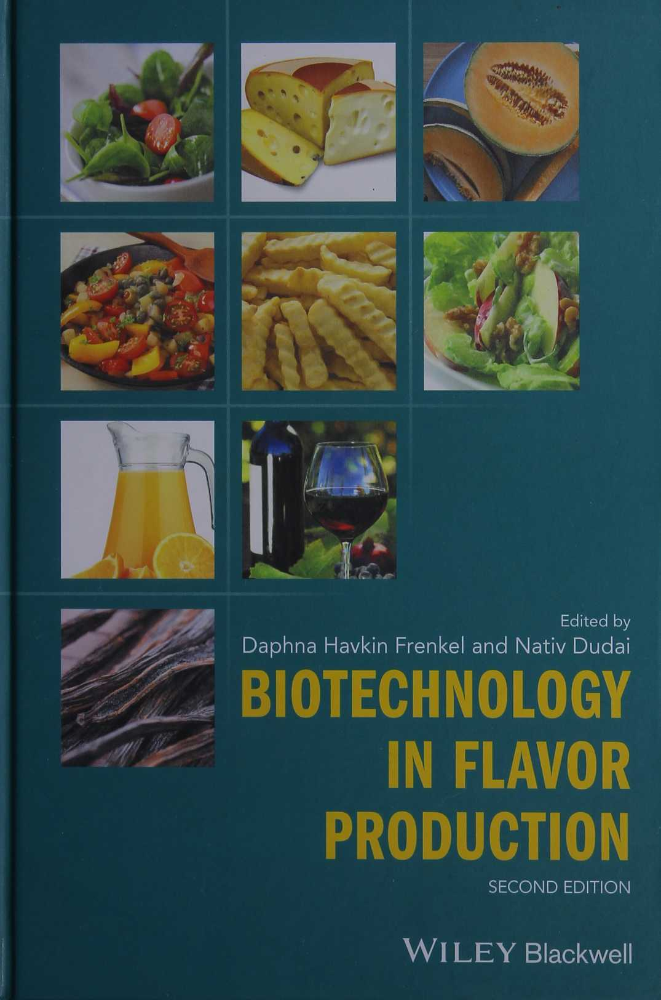 Edited by
Daphna Havkin Frenkel and Nativ Dudai
BIOTECHNOLOGY
IN FLAVOR
PRODUCTION
SECOND EDITION
WILEY Blackwell